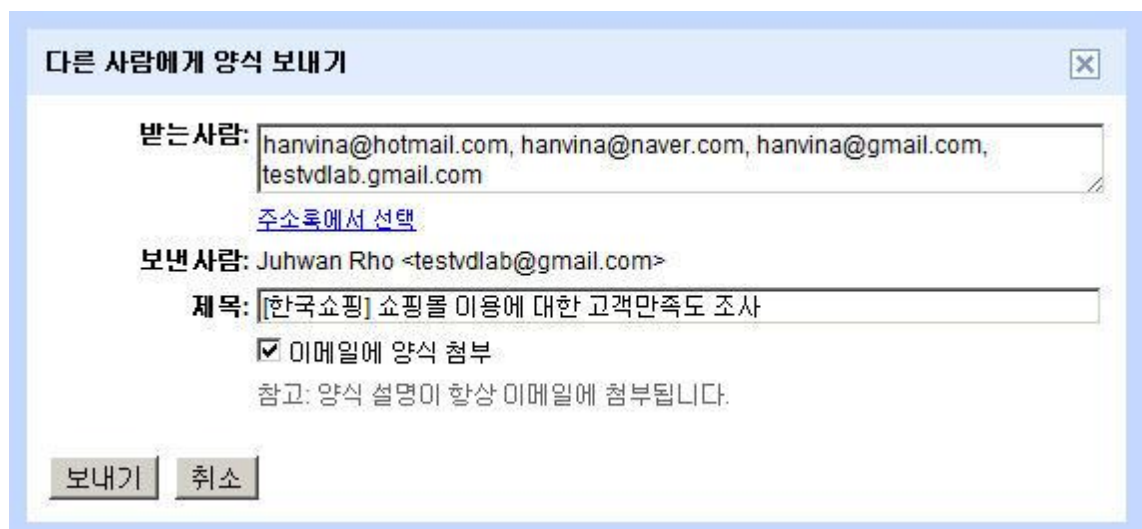 다른 사람에게 양식 보내기
받는사람: hanvina@hotmail.com, hanvina@naver.com, hanvina@gmail.com,
testvdlab.gmail.com
주소록에서 선택
보낸사람: Juhwan Rho <testvdlab@gmail.com>
제목: [한국쇼핑] 쇼핑몰 이용에 대한 고객만족도 조사
이메일에 양식 첨부
참고: 양식 설명이 항상 이메일에 첨부됩니다.
보내기 취소